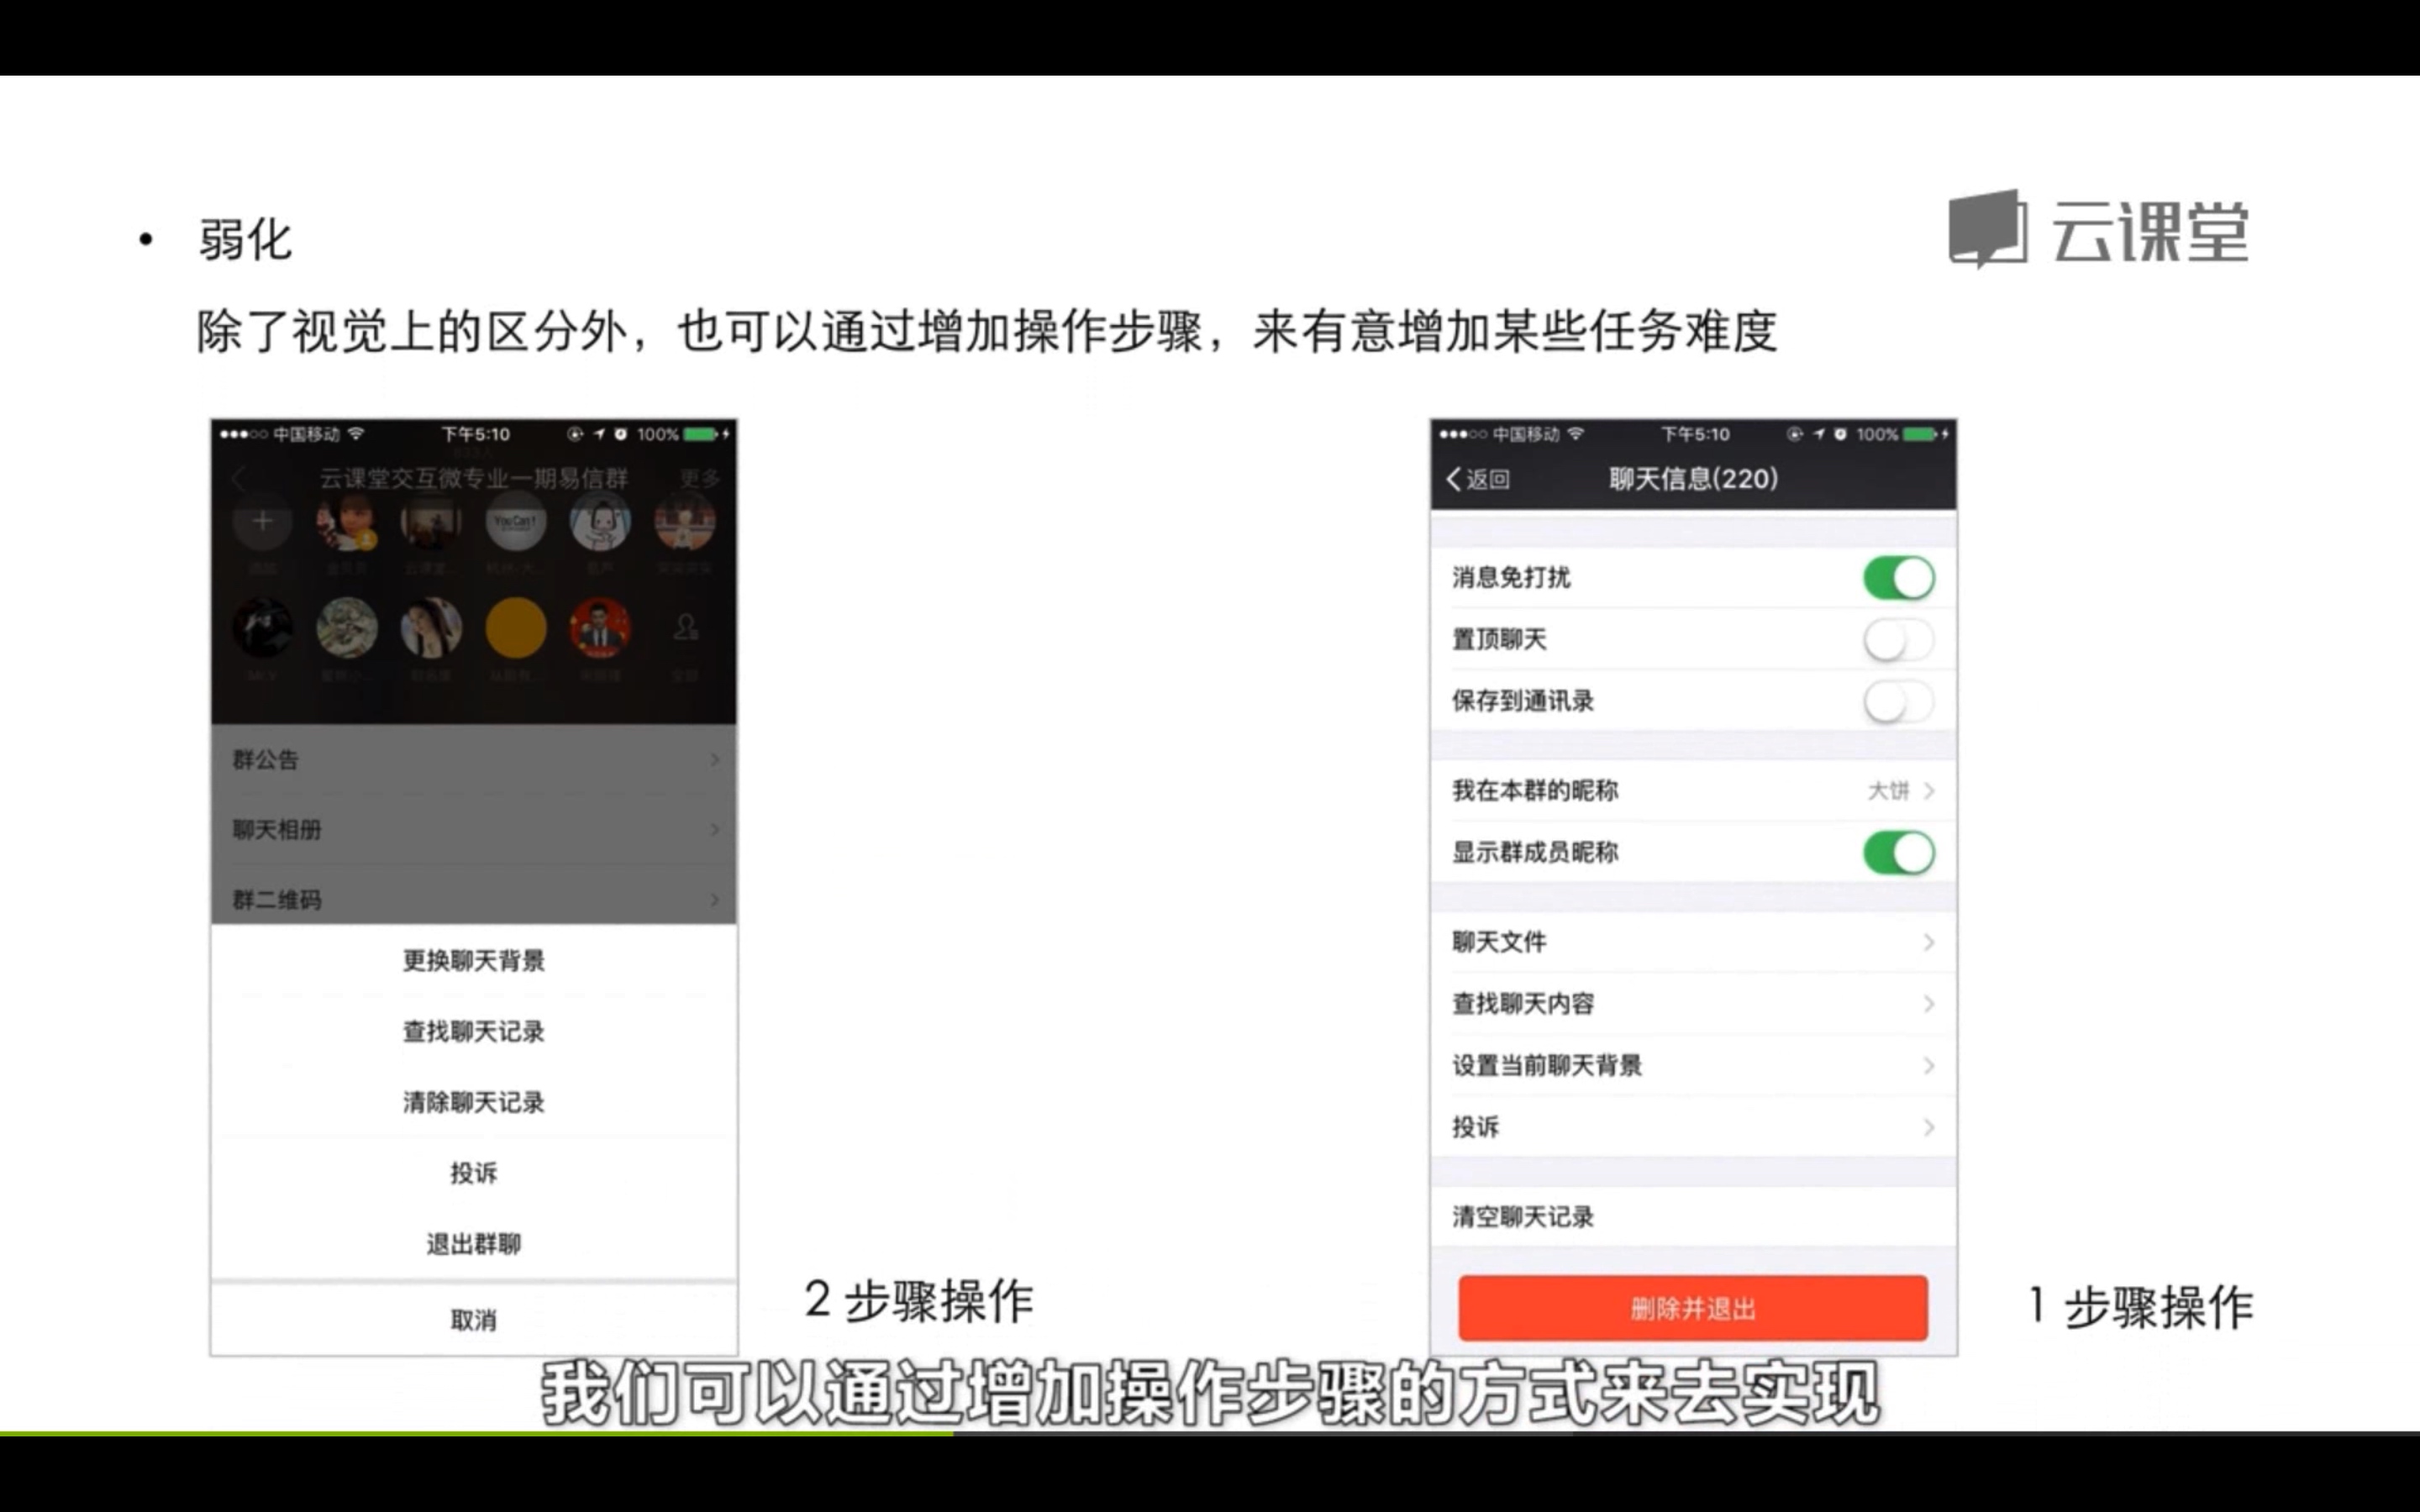 • 弱化
云课堂
除了视觉上的区分外，也可以通过增加操作步骤，来有意增加某些任务难度
中国移动 下午5:10 100%
云课堂交互微专业一期易信群 更多
YouCan!
群公告
聊天相册
群二维码
更换聊天背景
查找聊天记录
清除聊天记录
投诉
退出群聊
取消
2 步骤操作
中国移动 下午5:10 100%
返回 聊天信息(220)
消息免打扰
置顶聊天
保存到通讯录
我在本群的昵称 大饼
显示群成员昵称
聊天文件
查找聊天内容
设置当前聊天背景
投诉
清空聊天记录
删除并退出
1 步骤操作
我们可以通过增加操作步骤的方式来去实现